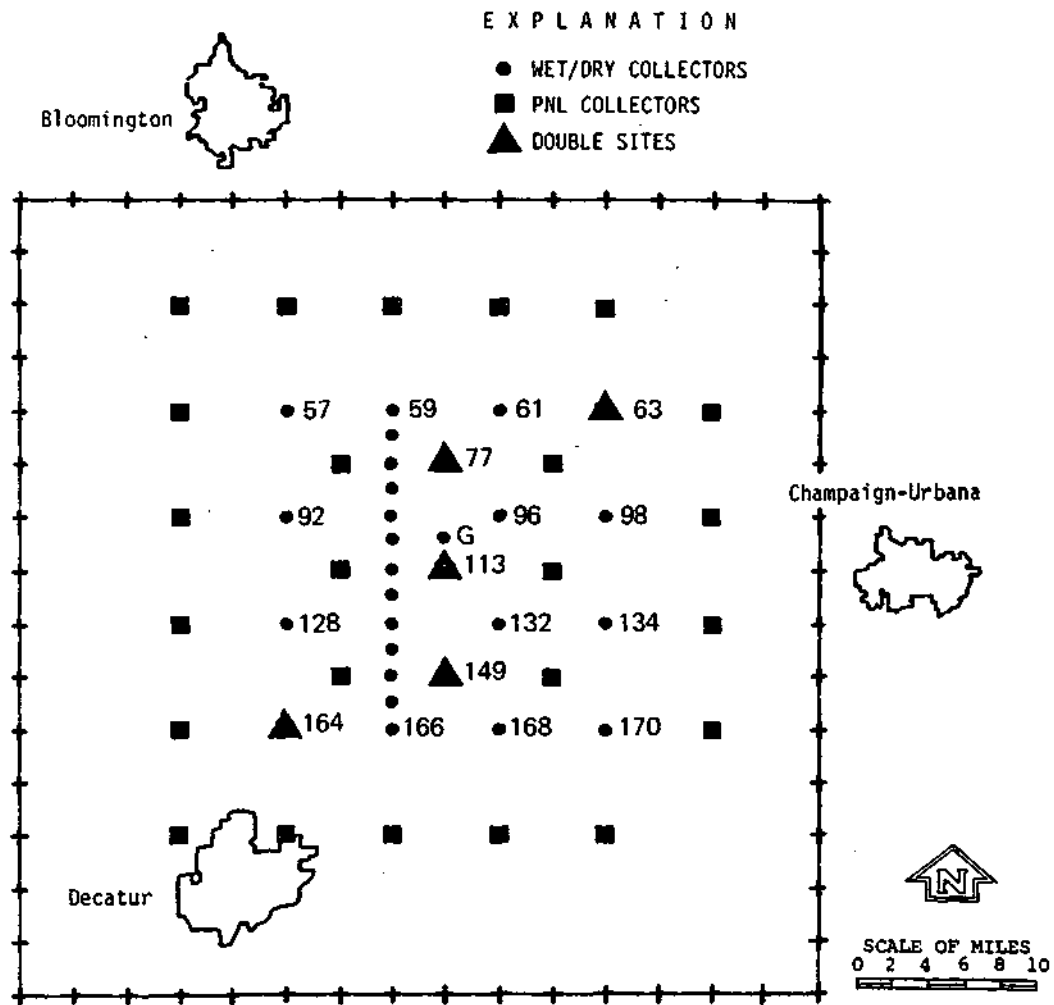 E X P L A N A T I O N
WET/DRY COLLECTORS
PNL COLLECTORS
DOUBLE SITES
Bloomington
57 59 61 63
77
Champaign-Urbana
92 96 98
G
113
128 132 134
149
164 166 168 170
Decatur
N
SCALE OF MILES
0 2 4 6 8 10